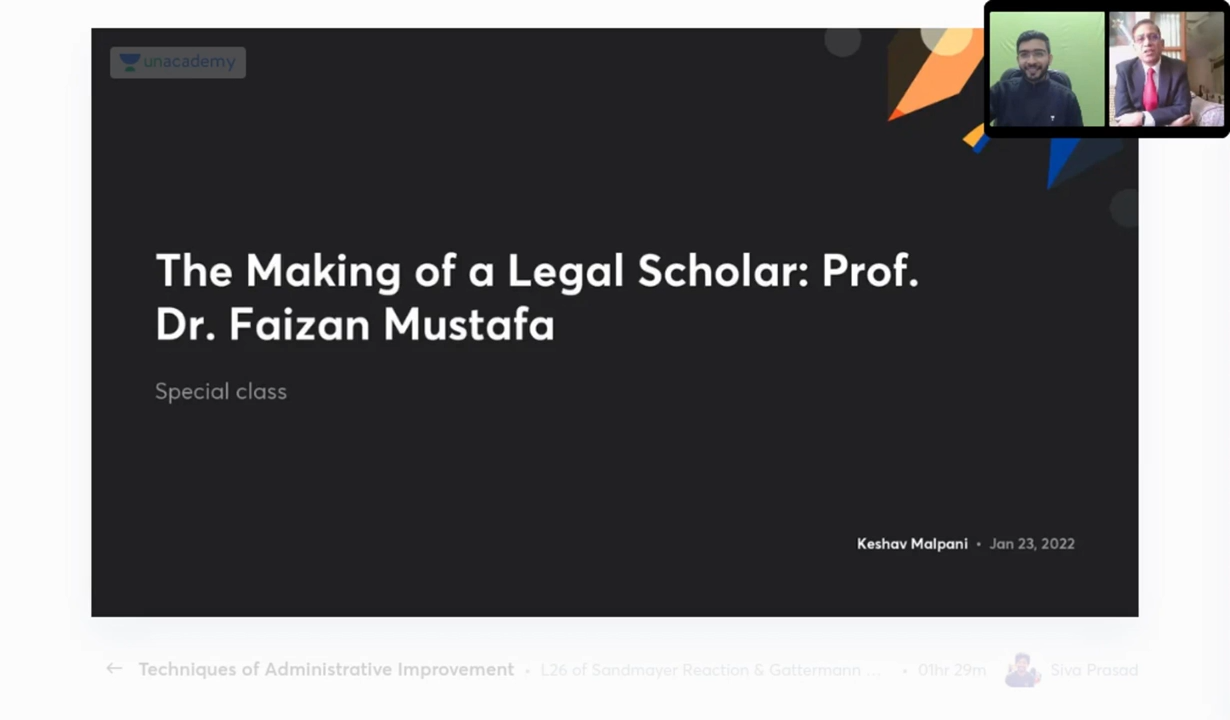 unacademy
The Making of a Legal Scholar: Prof.
Dr. Faizan Mustafa
Special class
Keshav Malpani • Jan 23, 2022
← Techniques of Administrative Improvement • L26 of Sandmayer Reaction & Gattermann ... • 01hr 29m Siva Prasad